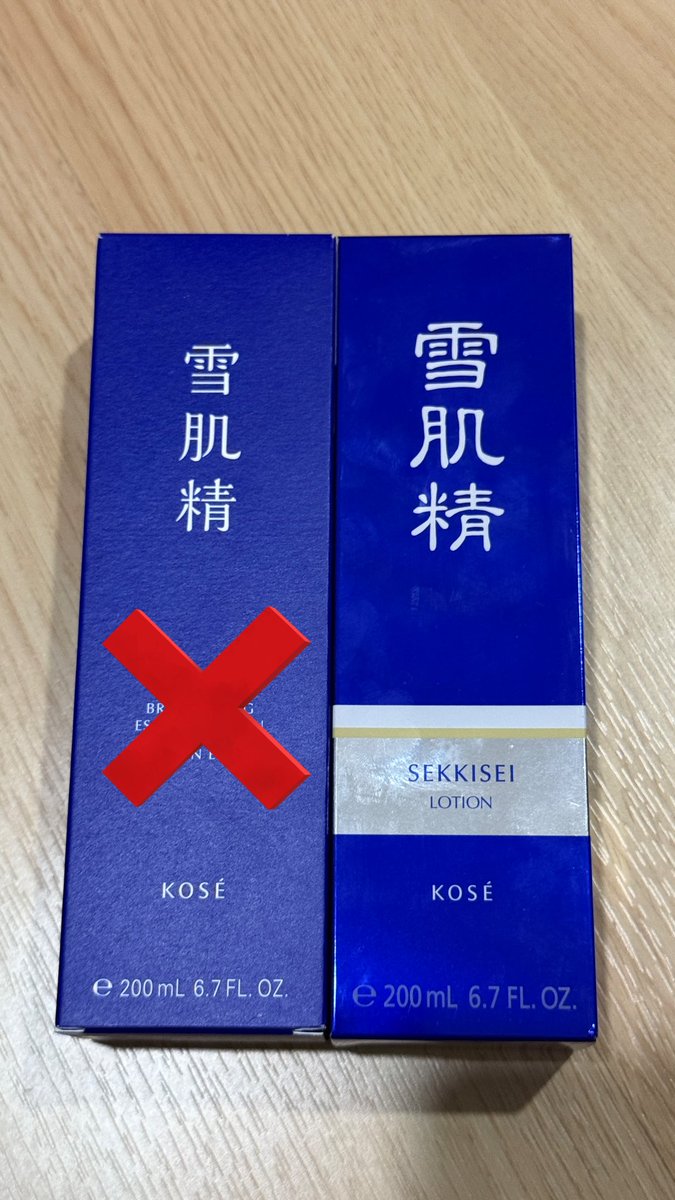 雪肌精
KOSÉ
℮ 200 mL 6.7 FL. OZ.
雪肌精
SEKKISEI
LOTION
KOSÉ
℮ 200 mL 6.7 FL. OZ.